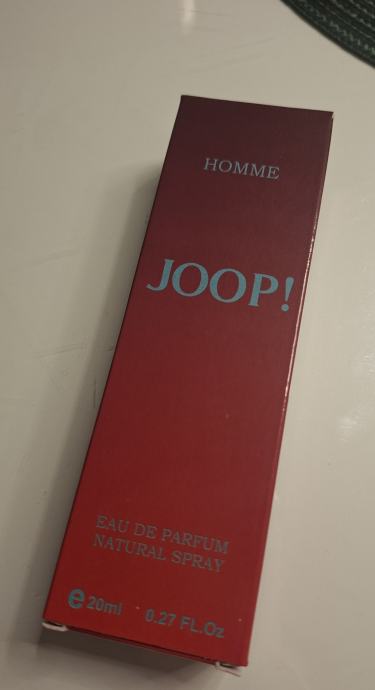 HOMME
JOOP!
EAU DE PARFUM
NATURAL SPRAY
e 20ml 0.27 FL.Oz